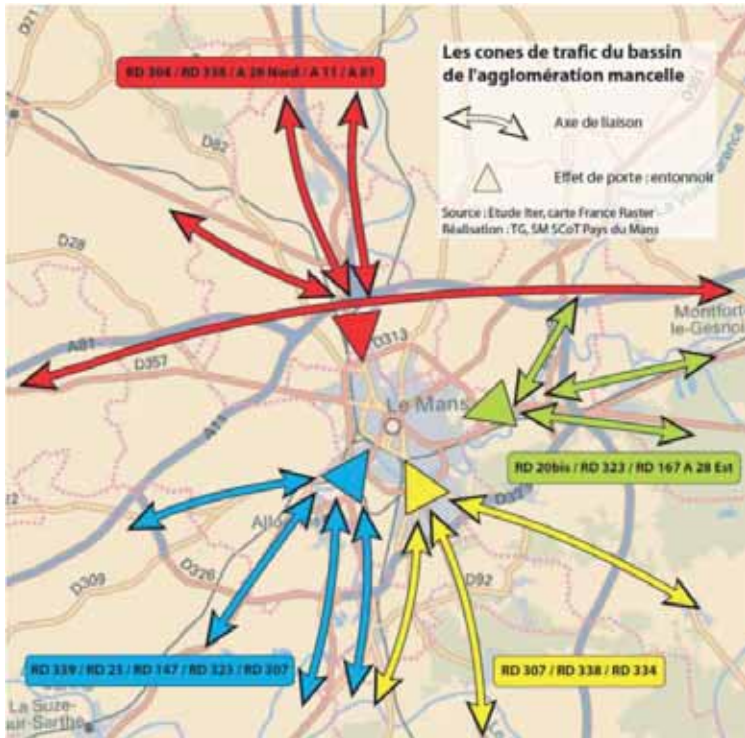 D21
RD 304 / RD 338 / A 28 Nord / A 11 / A 81
Les cones de trafic du bassin
de l'agglomération mancelle
Axe de liaison
Effet de porte : entonnoir
Source : Etude Iter, carte France Raster
Réalisation : TG, SM SCoT Pays du Mans
D301
D82
D28
A81
D357
D313
Montfort
le-Gesnois
A11
Le Mans
RD 20bis / RD 323 / RD 167 A 28 Est
D309
D326
D92
RD 339 / RD 25 / RD 147 / RD 323 / RD 307
RD 307 / RD 338 / RD 334
La Suze-
sur-Sarthe